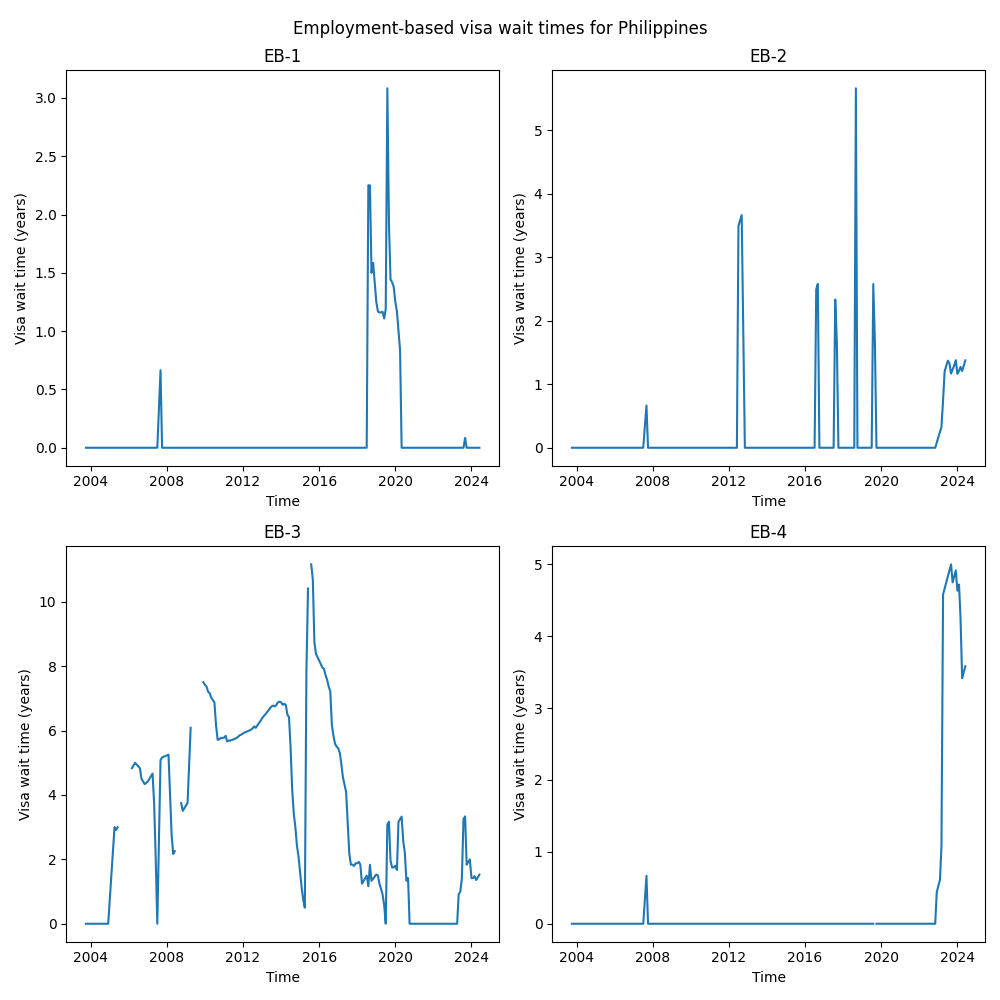 Employment-based visa wait times for Philippines
EB-1
Visa wait time (years)
3.0
2.5
2.0
1.5
1.0
0.5
0.0
2004 2008 2012 2016 2020 2024
Time
EB-2
Visa wait time (years)
5
4
3
2
1
0
2004 2008 2012 2016 2020 2024
Time
EB-3
Visa wait time (years)
10
8
6
4
2
0
2004 2008 2012 2016 2020 2024
Time
EB-4
Visa wait time (years)
5
4
3
2
1
0
2004 2008 2012 2016 2020 2024
Time